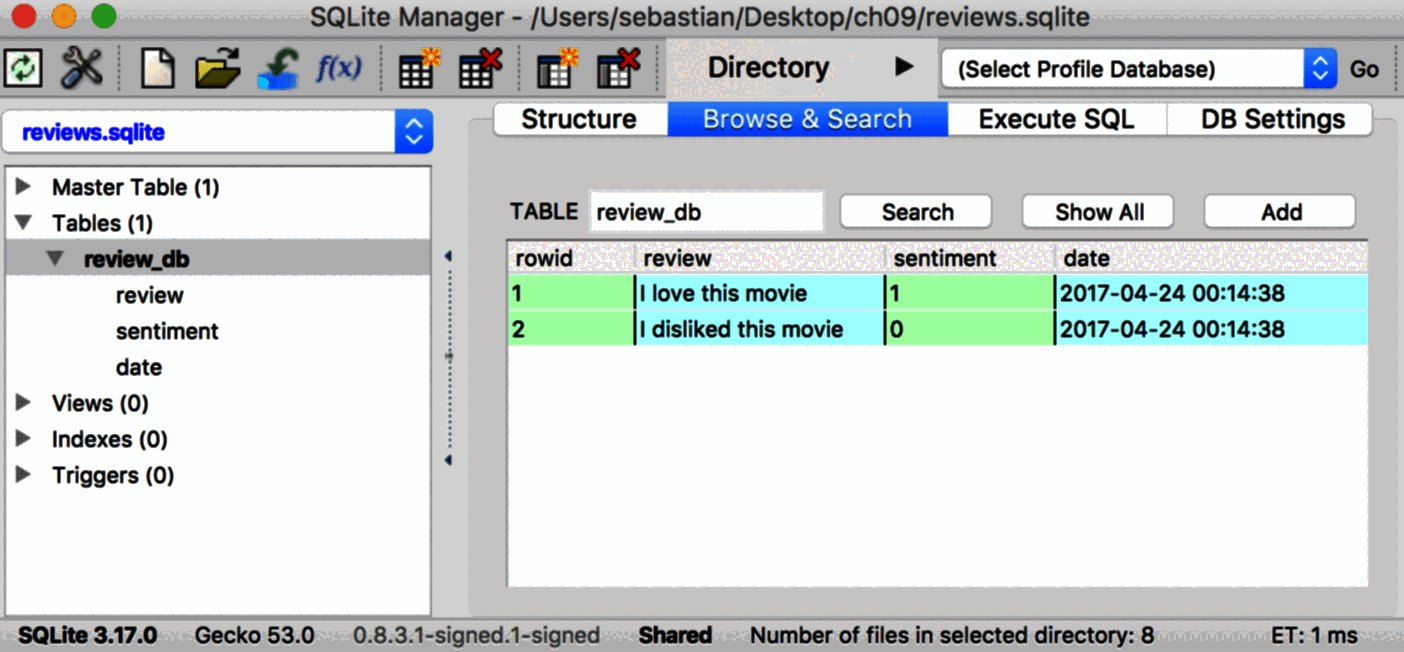 SQLite Manager - /Users/sebastian/Desktop/ch09/reviews.sqlite
f(x) Directory (Select Profile Database) Go
reviews.sqlite
Structure Browse & Search Execute SQL DB Settings
Master Table (1)
Tables (1)
review_db
review
sentiment
date
Views (0)
Indexes (0)
Triggers (0)
TABLE review_db Search Show All Add
rowid review sentiment date
1 I love this movie 1 2017-04-24 00:14:38
2 I disliked this movie 0 2017-04-24 00:14:38
SQLite 3.17.0 Gecko 53.0 0.8.3.1-signed.1-signed Shared Number of files in selected directory: 8 ET: 1 ms